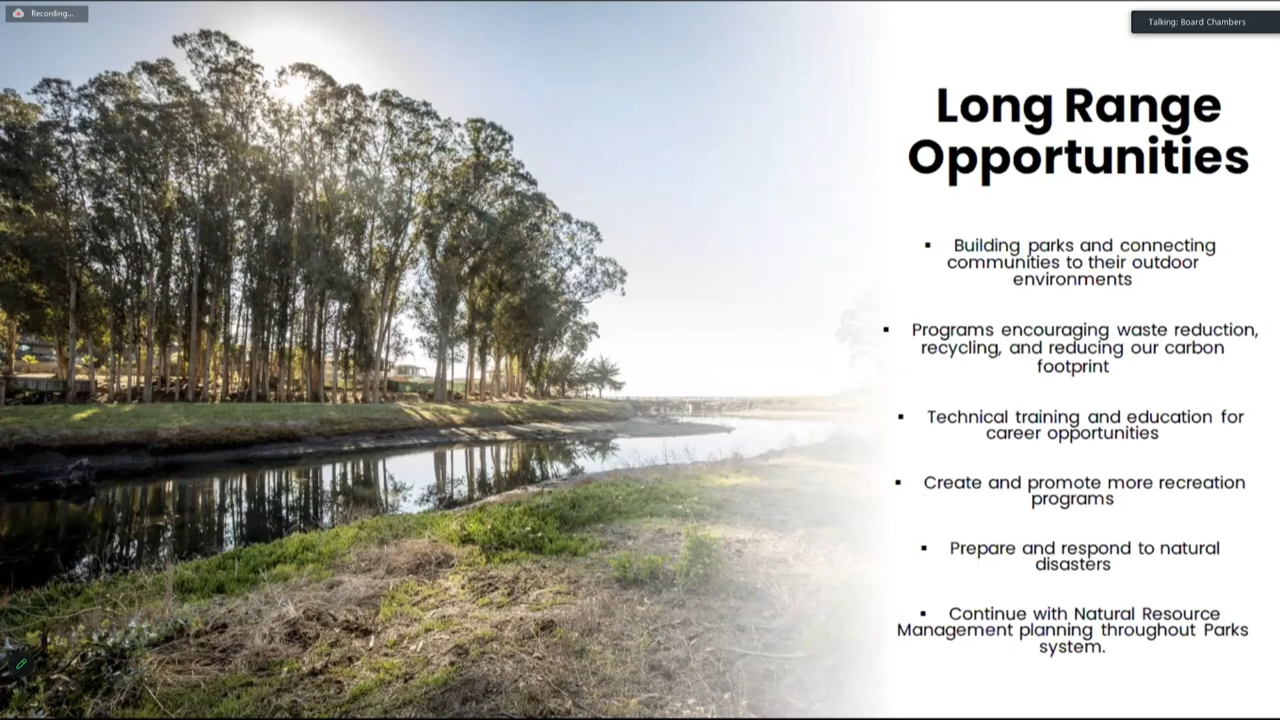 Recording...
Talking: Board Chambers
Long Range
Opportunities
▪ Building parks and connecting
communities to their outdoor
environments
▪ Programs encouraging waste reduction,
recycling, and reducing our carbon
footprint
▪ Technical training and education for
career opportunities
▪ Create and promote more recreation
programs
▪ Prepare and respond to natural
disasters
▪ Continue with Natural Resource
Management planning throughout Parks
system.